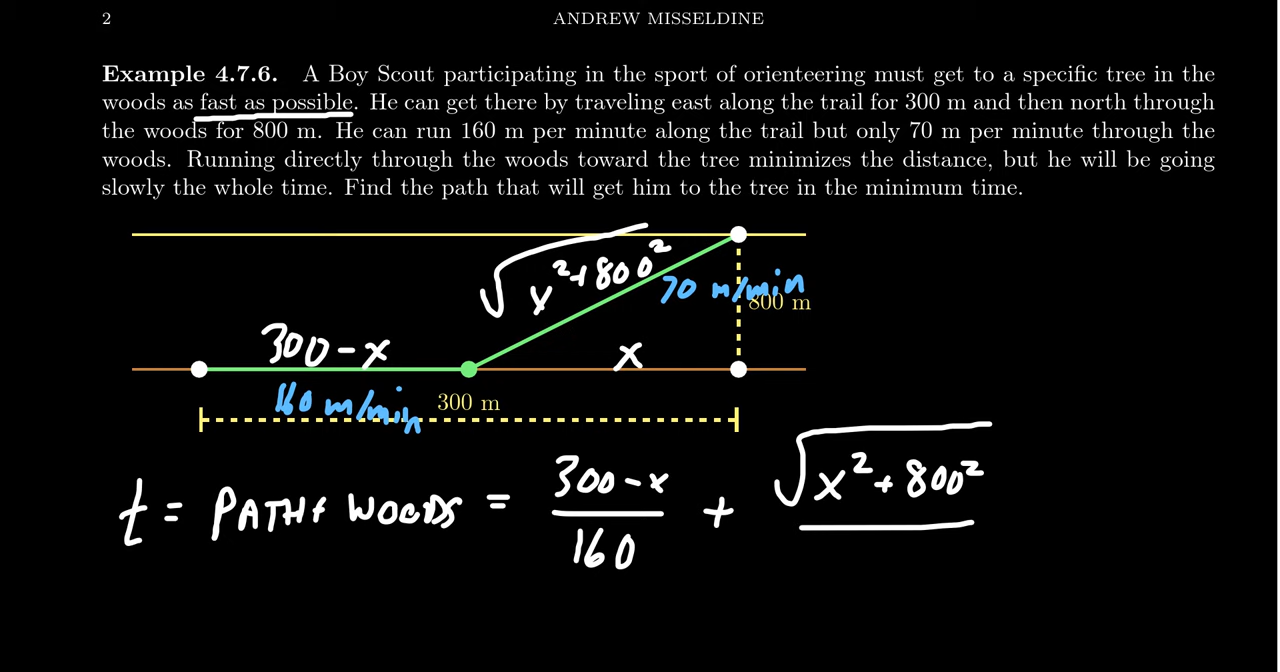 2 ANDREW MISSELDINE
Example 4.7.6. A Boy Scout participating in the sport of orienteering must get to a specific tree in the
woods as fast as possible. He can get there by traveling east along the trail for 300 m and then north through
the woods for 800 m. He can run 160 m per minute along the trail but only 70 m per minute through the
woods. Running directly through the woods toward the tree minimizes the distance, but he will be going
slowly the whole time. Find the path that will get him to the tree in the minimum time.
√(x²+800²)
70 m/min
800 m
300-x
x
160 m/min
300 m
t = PATH + WOODS = (300-x)/160 + √(x²+800²)